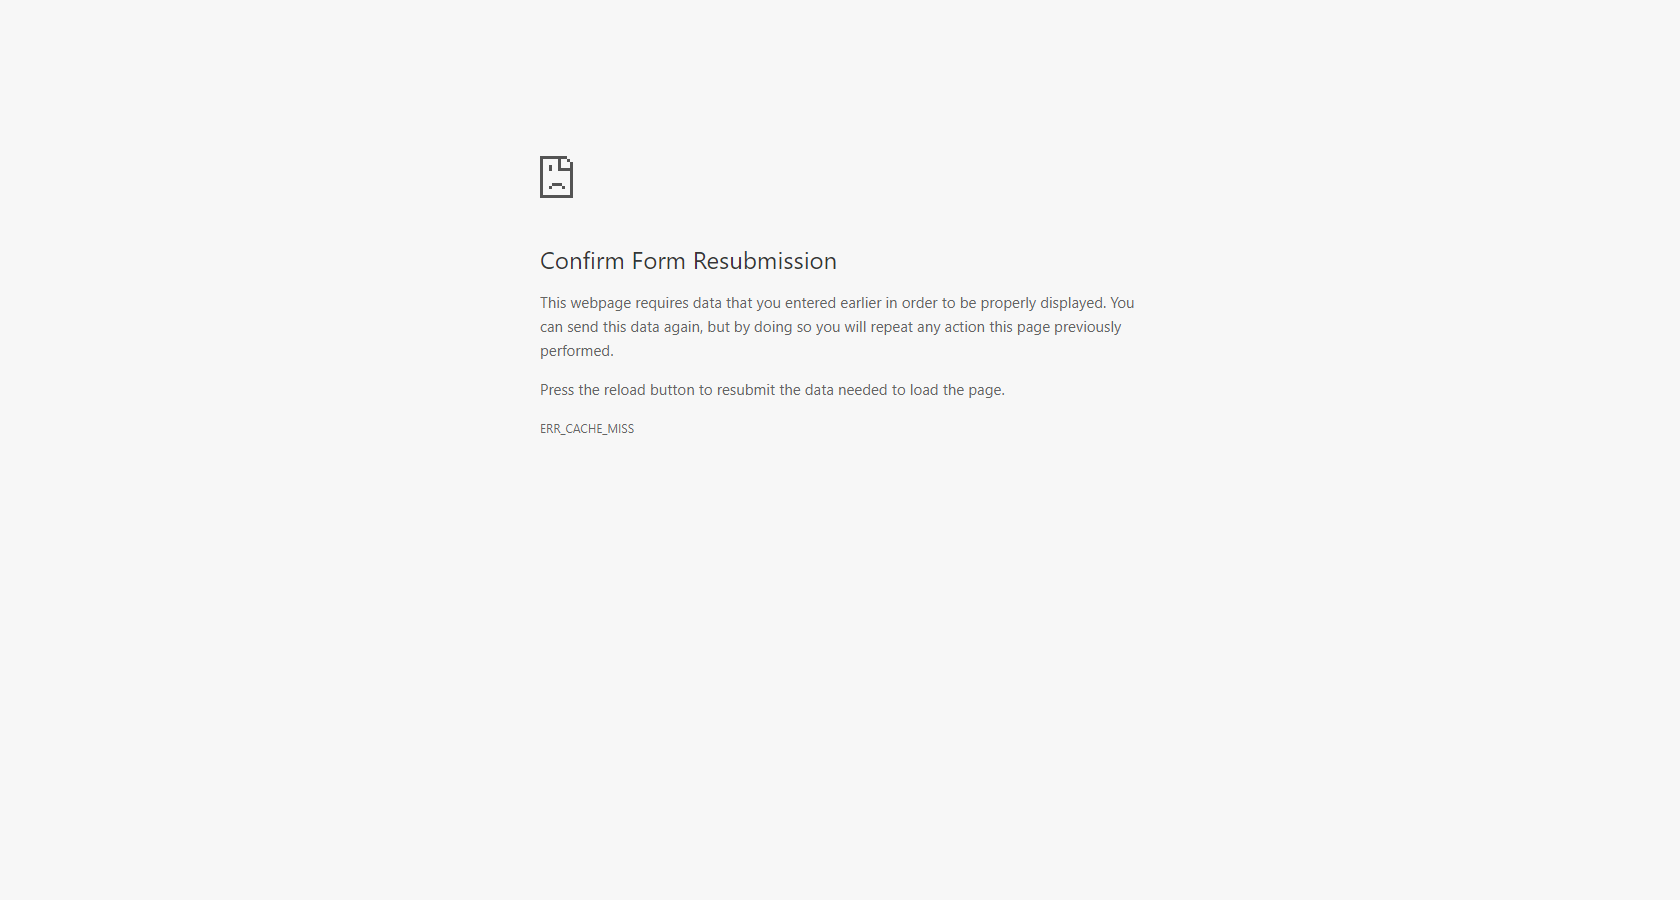 Confirm Form Resubmission
This webpage requires data that you entered earlier in order to be properly displayed. You
can send this data again, but by doing so you will repeat any action this page previously
performed.
Press the reload button to resubmit the data needed to load the page.
ERR_CACHE_MISS